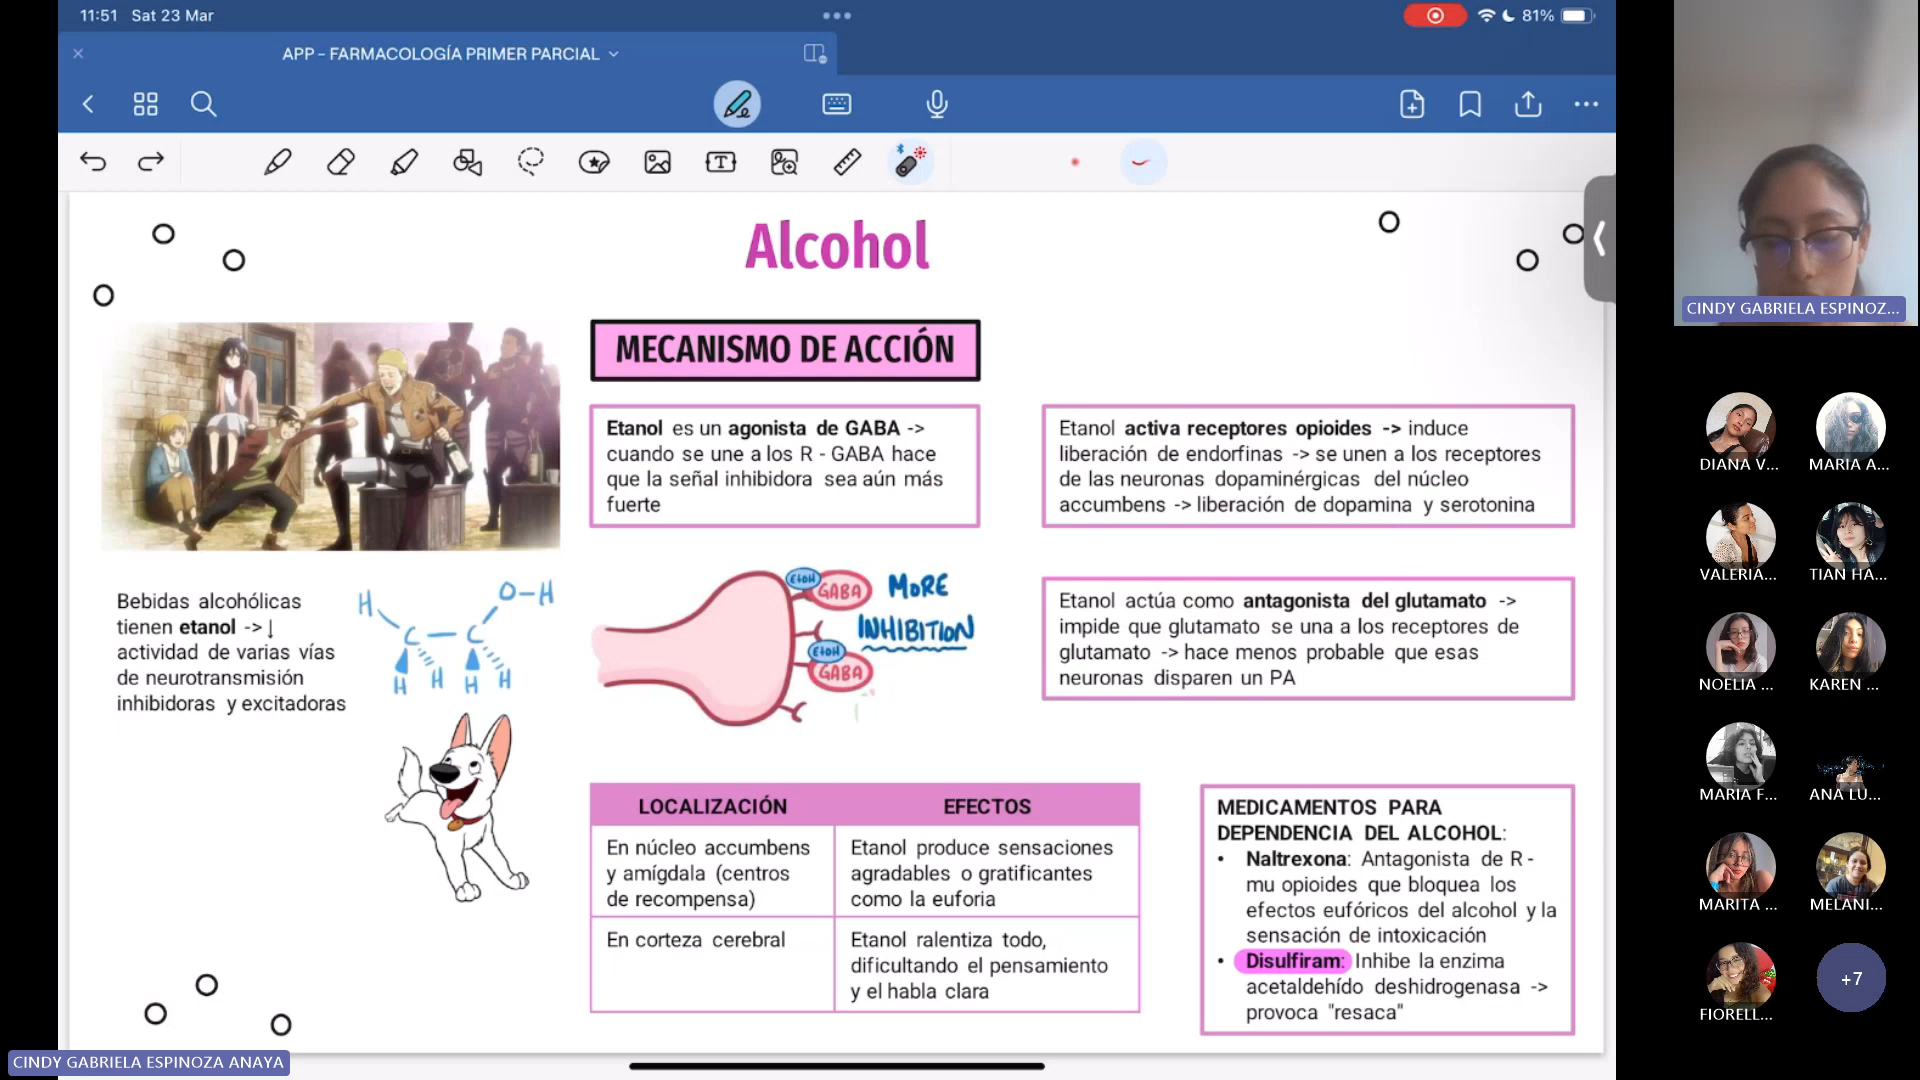 11:51 Sat 23 Mar
81%
APP - FARMACOLOGÍA PRIMER PARCIAL
Alcohol
MECANISMO DE ACCIÓN
Etanol es un agonista de GABA ->
cuando se une a los R - GABA hace
que la señal inhibidora sea aún más
fuerte
Etanol activa receptores opioides -> induce
liberación de endorfinas -> se unen a los receptores
de las neuronas dopaminérgicas del núcleo
accumbens -> liberación de dopamina y serotonina
Bebidas alcohólicas
tienen etanol -> ↓
actividad de varias vías
de neurotransmisión
inhibidoras y excitadoras
H
O-H
C
C
H
H
H
H
EtOH
GABA
MORE
INHIBITION
EtOH
GABA
Etanol actúa como antagonista del glutamato ->
impide que glutamato se una a los receptores de
glutamato -> hace menos probable que esas
neuronas disparen un PA
LOCALIZACIÓN
EFECTOS
En núcleo accumbens
y amígdala (centros
de recompensa)
Etanol produce sensaciones
agradables o gratificantes
como la euforia
En corteza cerebral
Etanol ralentiza todo,
dificultando el pensamiento
y el habla clara
MEDICAMENTOS PARA
DEPENDENCIA DEL ALCOHOL:
• Naltrexona: Antagonista de R -
mu opioides que bloquea los
efectos eufóricos del alcohol y la
sensación de intoxicación
• Disulfiram: Inhibe la enzima
acetaldehído deshidrogenasa ->
provoca "resaca"
CINDY GABRIELA ESPINOZA ANAYA
CINDY GABRIELA ESPINOZ...
DIANA V...
MARIA A...
VALERIA...
TIAN HA...
NOELIA ...
KAREN ...
MARIA F...
ANA LU...
MARITA ...
MELANI...
FIORELL...
+7